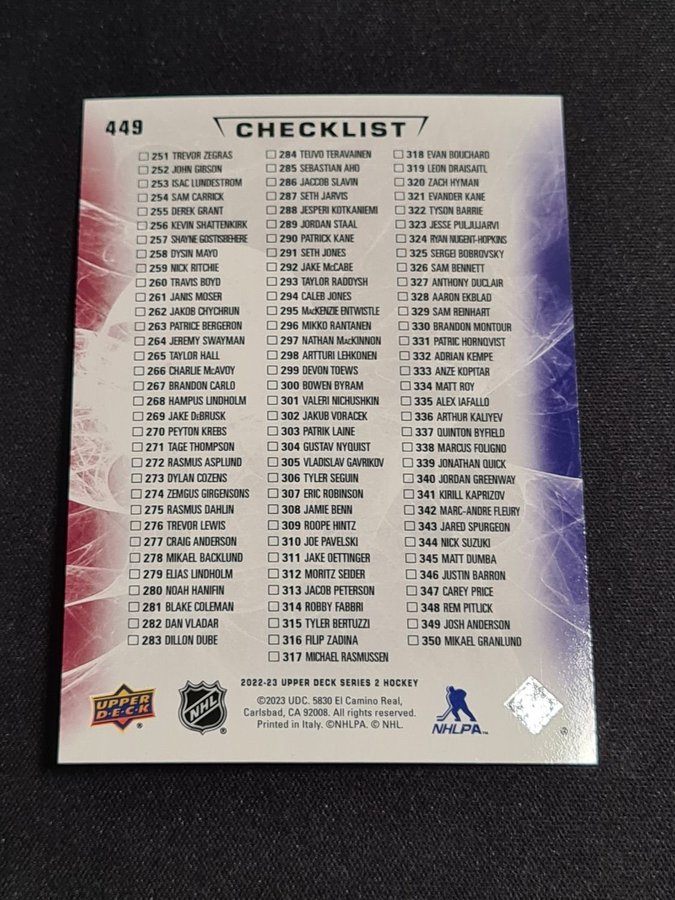 449
CHECKLIST
251 TREVOR ZEGRAS
252 JOHN GIBSON
253 ISAC LUNDESTROM
254 SAM CARRICK
255 DEREK GRANT
256 KEVIN SHATTENKIRK
257 SHAYNE GOSTISBEHERE
258 DYSIN MAYO
259 NICK RITCHIE
260 TRAVIS BOYD
261 JANIS MOSER
262 JAKOB CHYCHRUN
263 PATRICE BERGERON
264 JEREMY SWAYMAN
265 TAYLOR HALL
266 CHARLIE McAVOY
267 BRANDON CARLO
268 HAMPUS LINDHOLM
269 JAKE DeBRUSK
270 PEYTON KREBS
271 TAGE THOMPSON
272 RASMUS ASPLUND
273 DYLAN COZENS
274 ZEMGUS GIRGENSONS
275 RASMUS DAHLIN
276 TREVOR LEWIS
277 CRAIG ANDERSON
278 MIKAEL BACKLUND
279 ELIAS LINDHOLM
280 NOAH HANIFIN
281 BLAKE COLEMAN
282 DAN VLADAR
283 DILLON DUBE
284 TEUVO TERAVAINEN
285 SEBASTIAN AHO
286 JACCOB SLAVIN
287 SETH JARVIS
288 JESPERI KOTKANIEMI
289 JORDAN STAAL
290 PATRICK KANE
291 SETH JONES
292 JAKE McCABE
293 TAYLOR RADDYSH
294 CALEB JONES
295 MacKENZIE ENTWISTLE
296 MIKKO RANTANEN
297 NATHAN MacKINNON
298 ARTTURI LEHKONEN
299 DEVON TOEWS
300 BOWEN BYRAM
301 VALERI NICHUSHKIN
302 JAKUB VORACEK
303 PATRIK LAINE
304 GUSTAV NYQUIST
305 VLADISLAV GAVRIKOV
306 TYLER SEGUIN
307 ERIC ROBINSON
308 JAMIE BENN
309 ROOPE HINTZ
310 JOE PAVELSKI
311 JAKE OETTINGER
312 MORITZ SEIDER
313 JACOB PETERSON
314 ROBBY FABBRI
315 TYLER BERTUZZI
316 FILIP ZADINA
317 MICHAEL RASMUSSEN
318 EVAN BOUCHARD
319 LEON DRAISAITL
320 ZACH HYMAN
321 EVANDER KANE
322 TYSON BARRIE
323 JESSE PULJUJARVI
324 RYAN NUGENT-HOPKINS
325 SERGEI BOBROVSKY
326 SAM BENNETT
327 ANTHONY DUCLAIR
328 AARON EKBLAD
329 SAM REINHART
330 BRANDON MONTOUR
331 PATRIC HORNQVIST
332 ADRIAN KEMPE
333 ANZE KOPITAR
334 MATT ROY
335 ALEX IAFALLO
336 ARTHUR KALIYEV
337 QUINTON BYFIELD
338 MARCUS FOLIGNO
339 JONATHAN QUICK
340 JORDAN GREENWAY
341 KIRILL KAPRIZOV
342 MARC-ANDRE FLEURY
343 JARED SPURGEON
344 NICK SUZUKI
345 MATT DUMBA
346 JUSTIN BARRON
347 CAREY PRICE
348 REM PITLICK
349 JOSH ANDERSON
350 MIKAEL GRANLUND
2022-23 UPPER DECK SERIES 2 HOCKEY
©2023 UDC. 5830 El Camino Real,
Carlsbad, CA 92008. All rights reserved.
Printed in Italy. ©NHLPA. © NHL.
UPPER
DECK
®
NHL
®
NHLPA™
®